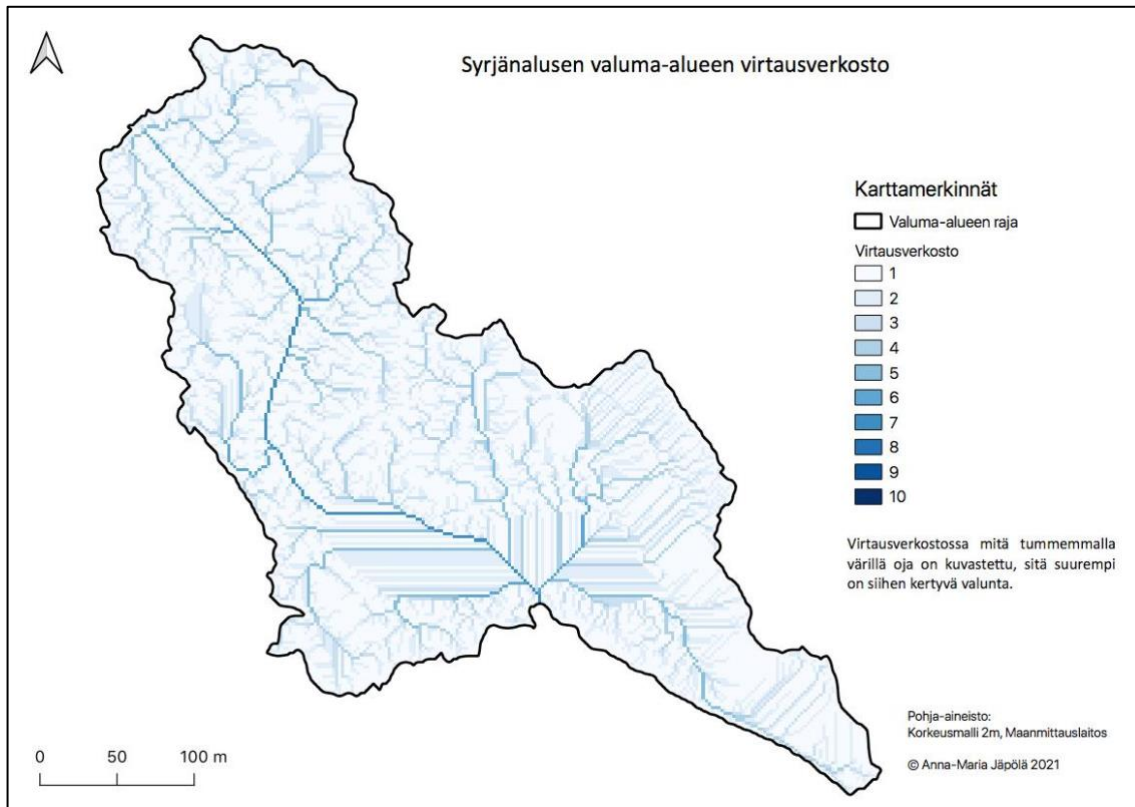 Syrjänalusen valuma-alueen virtausverkosto
Karttamerkinnät
Valuma-alueen raja
Virtausverkosto
1
2
3
4
5
6
7
8
9
10
Virtausverkostossa mitä tummemmalla
värillä oja on kuvastettu, sitä suurempi
on siihen kertyvä valunta.
Pohja-aineisto:
Korkeusmalli 2m, Maanmittauslaitos
© Anna-Maria Jäpölä 2021
0 50 100 m